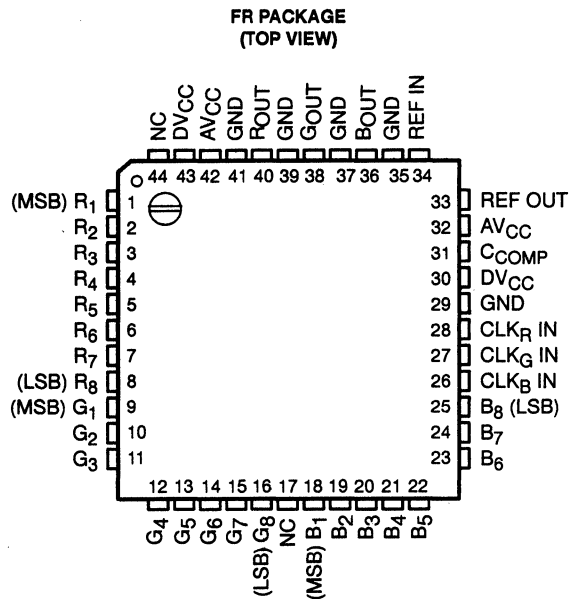 FR PACKAGE
(TOP VIEW)
NC DVCC AVCC GND ROUT GND GOUT GND BOUT GND REF IN
44 43 42 41 40 39 38 37 36 35 34
(MSB) R1 1
R2 2
R3 3
R4 4
R5 5
R6 6
R7 7
(LSB) R8 8
(MSB) G1 9
G2 10
G3 11
33 REF OUT
32 AVCC
31 CCOMP
30 DVCC
29 GND
28 CLKR IN
27 CLKG IN
26 CLKB IN
25 B8 (LSB)
24 B7
23 B6
12 13 14 15 16 17 18 19 20 21 22
G4 G5 G6 G7 (LSB) G8 NC (MSB) B1 B2 B3 B4 B5